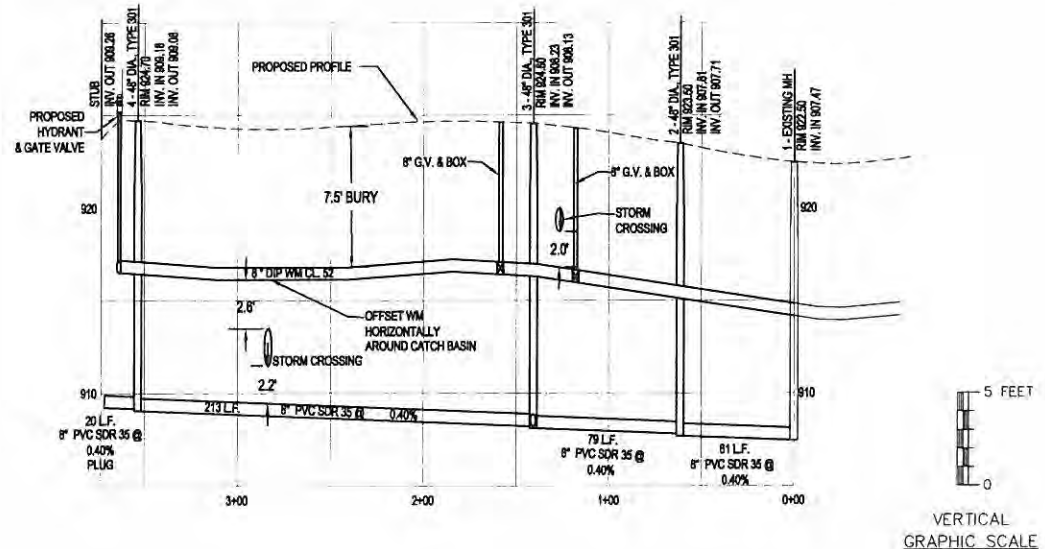 STUB
INV. OUT 909.26
4 - 48" DIA., TYPE 301
RIM 924.70
INV. IN 909.18
INV. OUT 909.08
3 - 48" DIA., TYPE 301
RIM 924.50
INV. IN 908.23
INV. OUT 908.13
2 - 48" DIA., TYPE 301
RIM 923.50
INV. IN 907.81
INV. OUT 907.71
1 - EXISTING MH
RIM 922.50
INV. IN 907.47
PROPOSED PROFILE
PROPOSED
HYDRANT
& GATE VALVE
8" G.V. & BOX
8" G.V. & BOX
7.5' BURY
920
920
STORM
CROSSING
2.0'
8" DIP WM CL. 52
OFFSET WM
HORIZONTALLY
AROUND CATCH BASIN
2.6'
STORM CROSSING
2.2'
910
910
213 L.F. 8" PVC SDR 35 @ 0.40%
20 L.F.
8" PVC SDR 35 @
0.40%
PLUG
79 L.F.
8" PVC SDR 35 @
0.40%
61 L.F.
8" PVC SDR 35 @
0.40%
3+00
2+00
1+00
0+00
5 FEET
0
VERTICAL
GRAPHIC SCALE